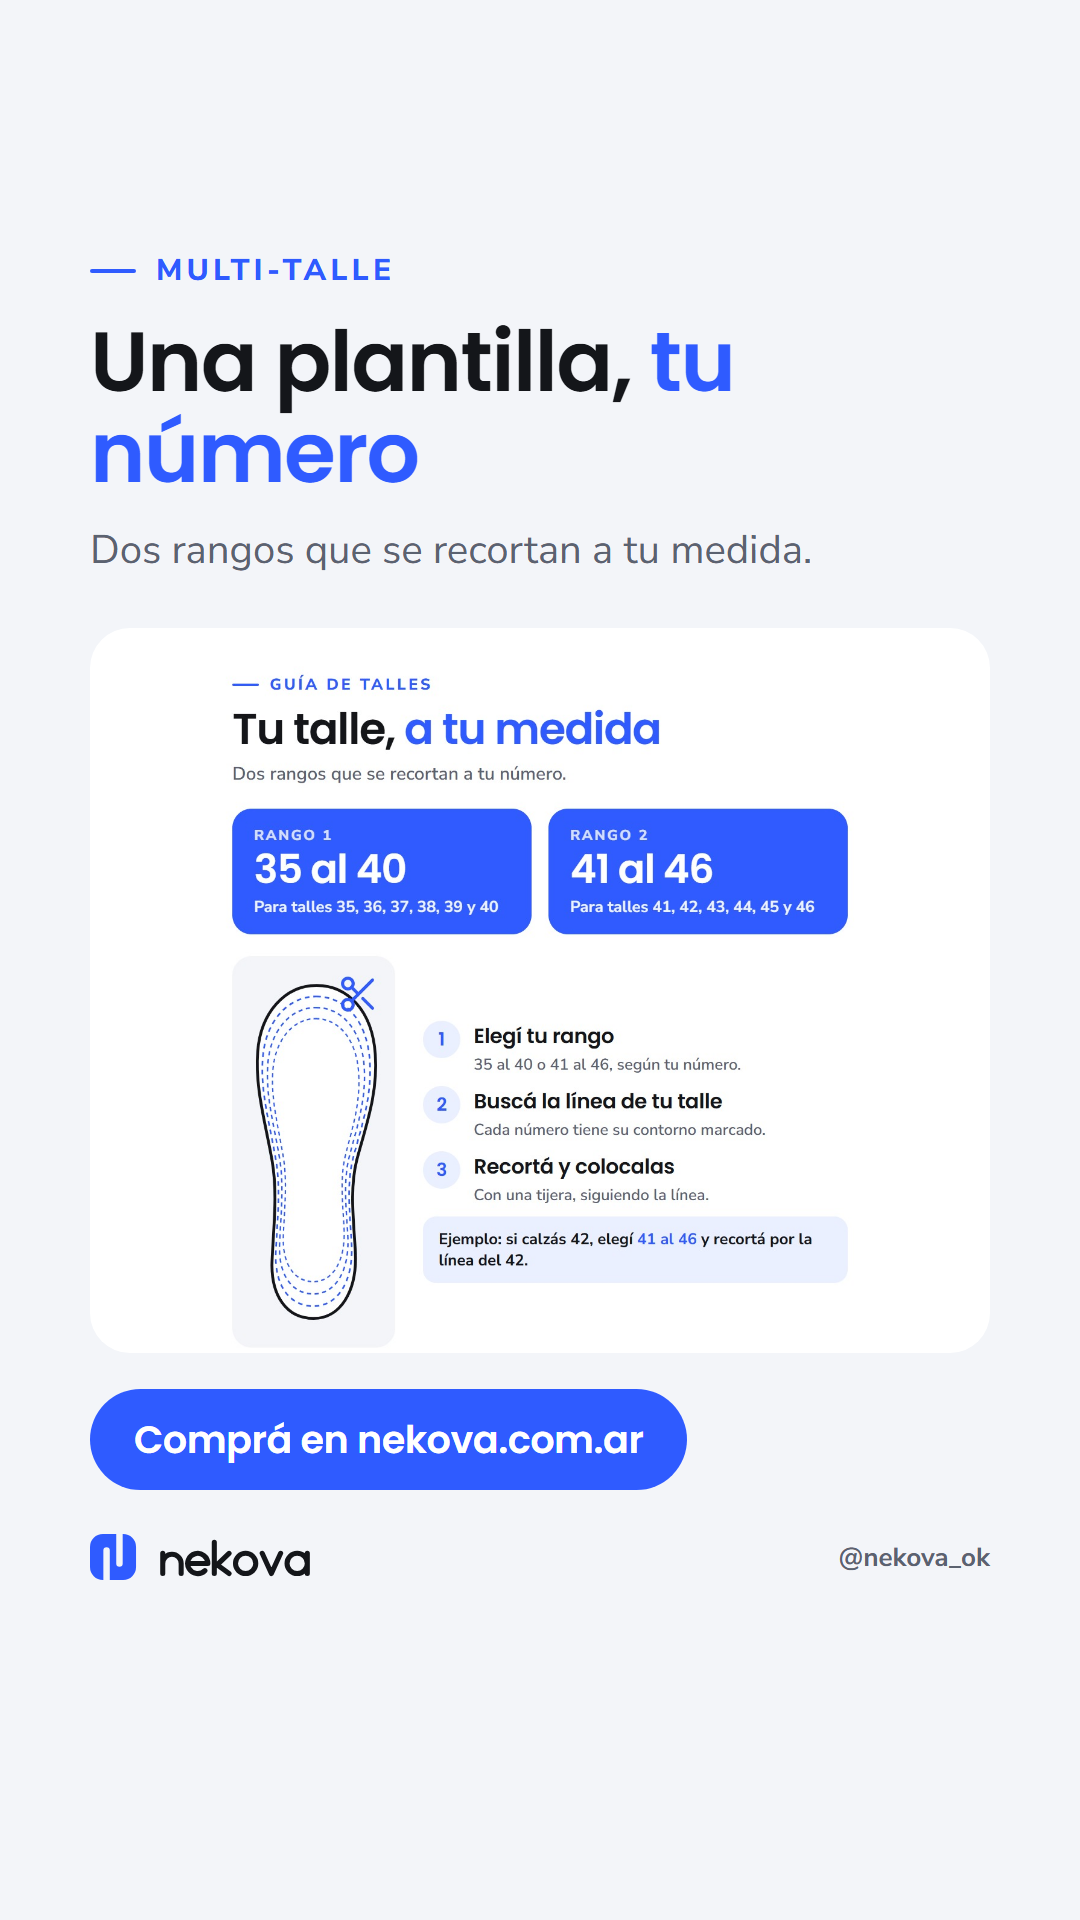 MULTI-TALLE
Una plantilla, tu
número
Dos rangos que se recortan a tu medida.
GUÍA DE TALLES
Tu talle, a tu medida
Dos rangos que se recortan a tu número.
RANGO 1
35 al 40
Para talles 35, 36, 37, 38, 39 y 40
RANGO 2
41 al 46
Para talles 41, 42, 43, 44, 45 y 46
1 Elegí tu rango
35 al 40 o 41 al 46, según tu número.
2 Buscá la línea de tu talle
Cada número tiene su contorno marcado.
3 Recortá y colocalas
Con una tijera, siguiendo la línea.
Ejemplo: si calzás 42, elegí 41 al 46 y recortá por la
línea del 42.
Comprá en nekova.com.ar
nekova
@nekova_ok